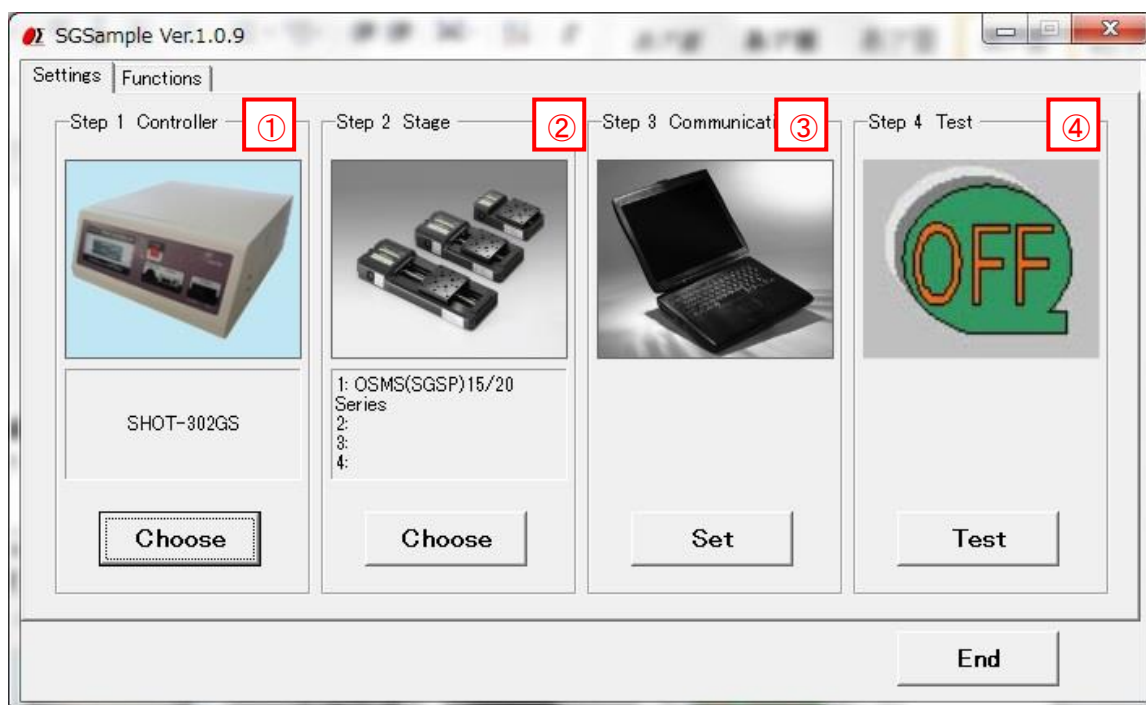 SGSample Ver.1.0.9
Settings Functions
Step 1 Controller ①
Step 2 Stage ②
Step 3 Communicati ③
Step 4 Test ④
OFF
SHOT-302GS
1: OSMS(SGSP)15/20
Series
2:
3:
4:
Choose
Choose
Set
Test
End